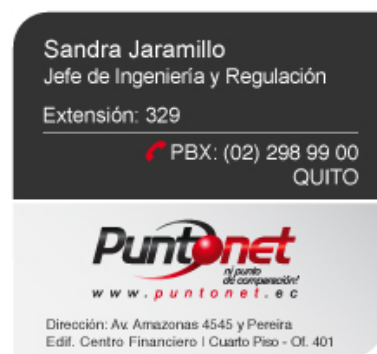 Sandra Jaramillo
Jefe de Ingeniería y Regulación
Extensión: 329
PBX: (02) 298 99 00
QUITO
Puntonet
ni punto
de comparación!
www.puntonet.ec
Dirección: Av. Amazonas 4545 y Pereira
Edif. Centro Financiero I Cuarto Piso - Of. 401